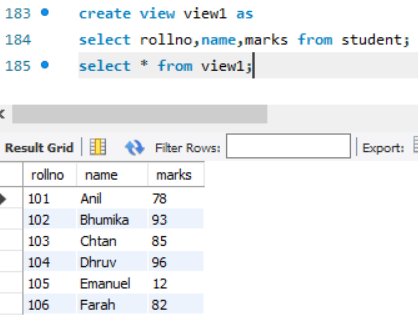 183 create view view1 as
184 select rollno,name,marks from student;
185 select * from view1;
Result Grid Filter Rows: Export:
rollno name marks
101 Anil 78
102 Bhumika 93
103 Chtan 85
104 Dhruv 96
105 Emanuel 12
106 Farah 82